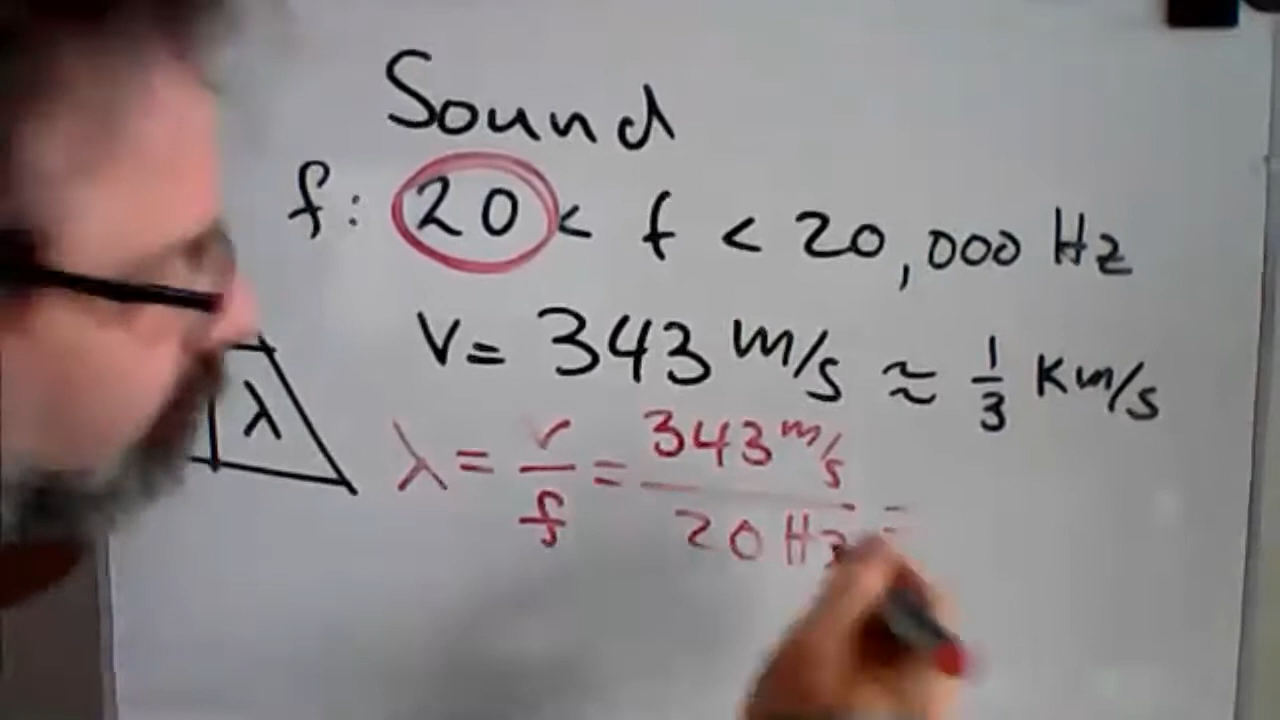 Sound
f: 20 < f < 20,000 Hz
v = 343 m/s ≈ 1/3 Km/s
λ
λ = v/f = 343 m/s / 20 Hz =